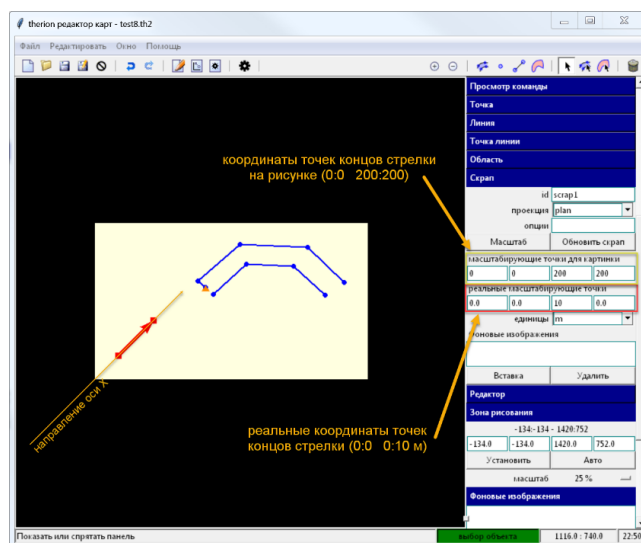 therion редактор карт - test8.th2
Файл Редактировать Окно Помощь
Просмотр команды
Точка
Линия
Точка линии
Область
Скрап
id scrap1
проекция plan
опции
Масштаб Обновить скрап
масштабирующие точки для картинки
0 0 200 200
реальные масштабирующие точки
0.0 0.0 10 0.0
единицы m
Фоновые изображения
Вставка Удалить
Редактор
Зона рисования
-134:-134 - 1420:752
-134.0 -134.0 1420.0 752.0
Установить Авто
масштаб 25 %
Фоновые изображения
координаты точек концов стрелки
на рисунке (0:0 200:200)
направление оси X
реальные координаты точек
концов стрелки (0:0 0:10 м)
Показать или спрятать панель
выбор объекта
1116.0 : 740.0